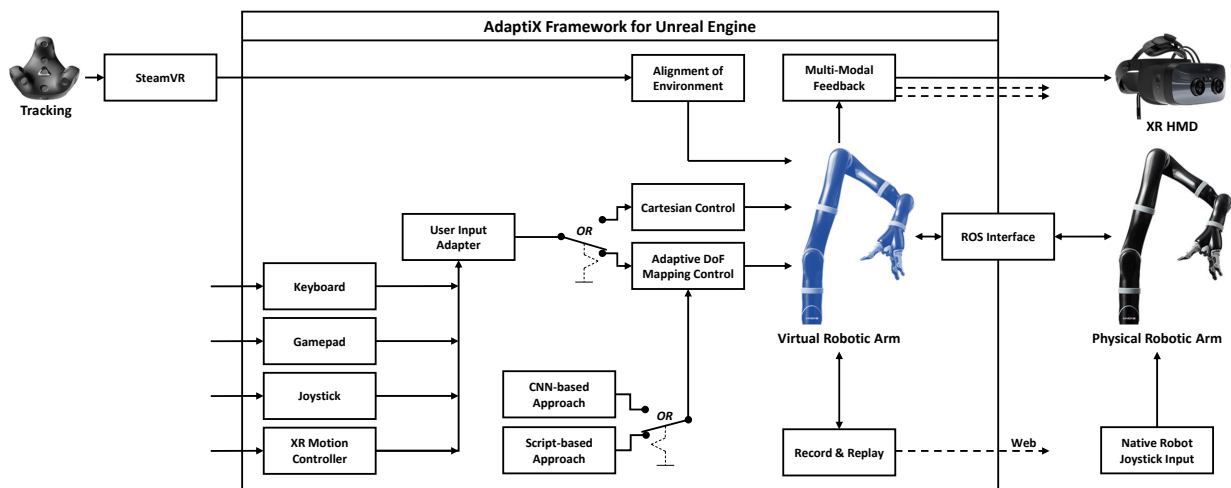 AdaptiX Framework for Unreal Engine
SteamVR
Tracking
Alignment of
Environment
Multi-Modal
Feedback
XR HMD
Cartesian Control
User Input
Adapter
OR
Adaptive DoF
Mapping Control
ROS Interface
Keyboard
Gamepad
Virtual Robotic Arm
Physical Robotic Arm
Joystick
CNN-based
Approach
OR
XR Motion
Controller
Script-based
Approach
Record & Replay
Web
Native Robot
Joystick Input